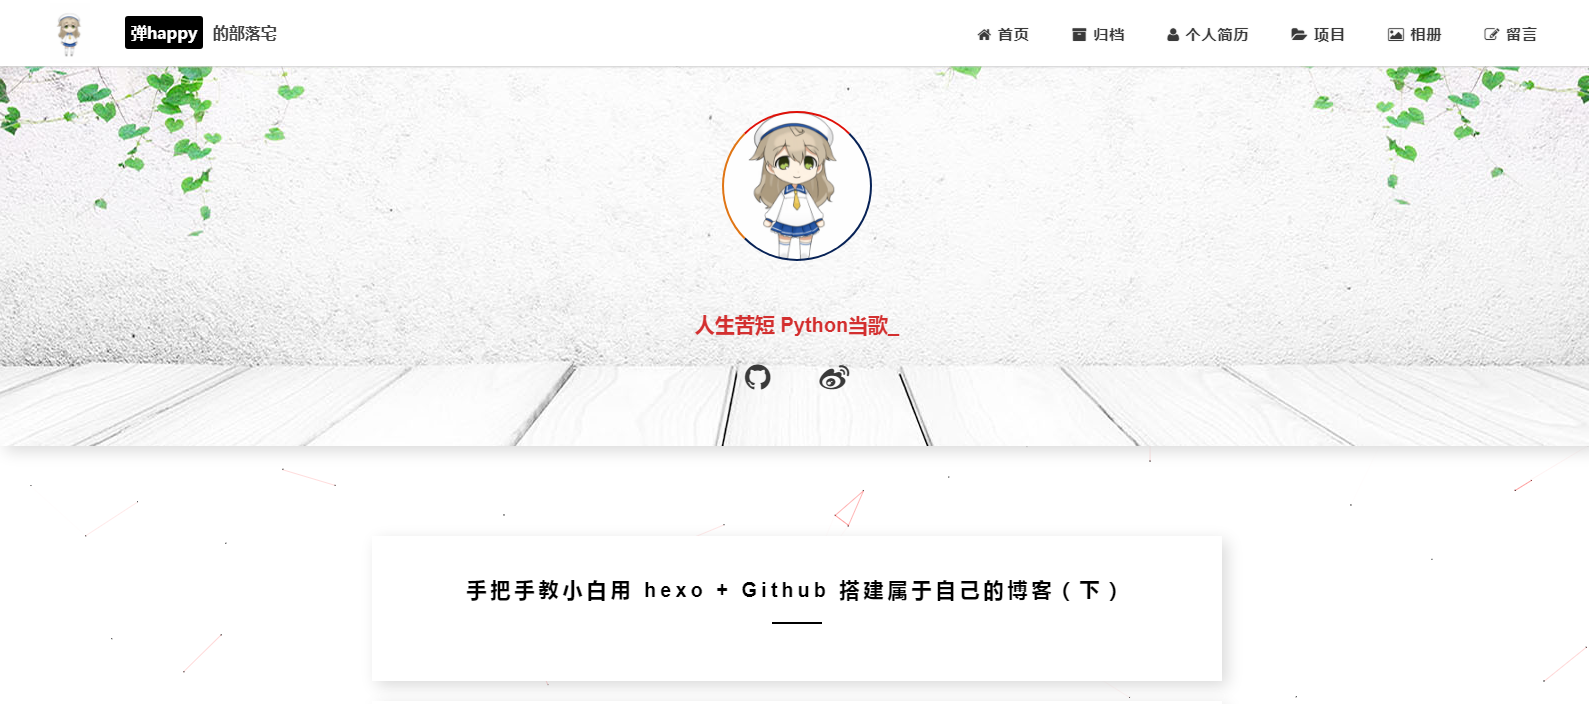 弹happy 的部落宅 首页 归档 个人简历 项目 相册 留言
人生苦短 Python当歌_
手把手教小白用 hexo + Github 搭建属于自己的博客（下）